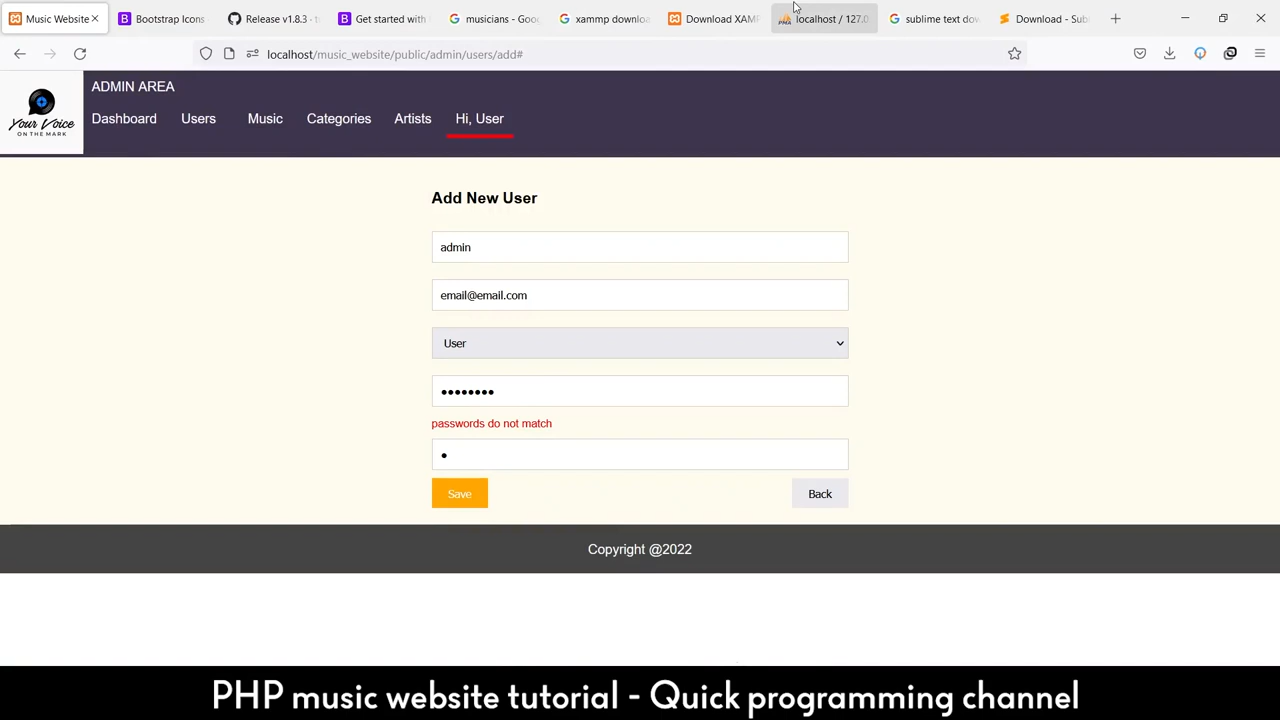 Music Website
Bootstrap Icons
Release v1.8.3 - t
Get started with
musicians - Goo
xammp downlo
Download XAM
localhost / 127.0
sublime text dow
Download - Sub
localhost/music_website/public/admin/users/add#
Your Voice
ON THE MARK
ADMIN AREA
Dashboard
Users
Music
Categories
Artists
Hi, User
Add New User
admin
email@email.com
User
passwords do not match
Save
Back
Copyright @2022
PHP music website tutorial - Quick programming channel